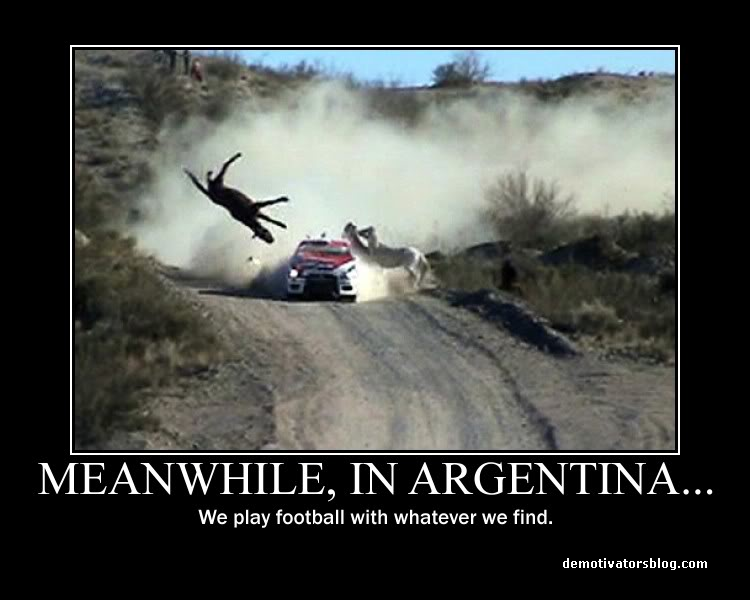 MEANWHILE, IN ARGENTINA...
We play football with whatever we find.
demotivatorsblog.com